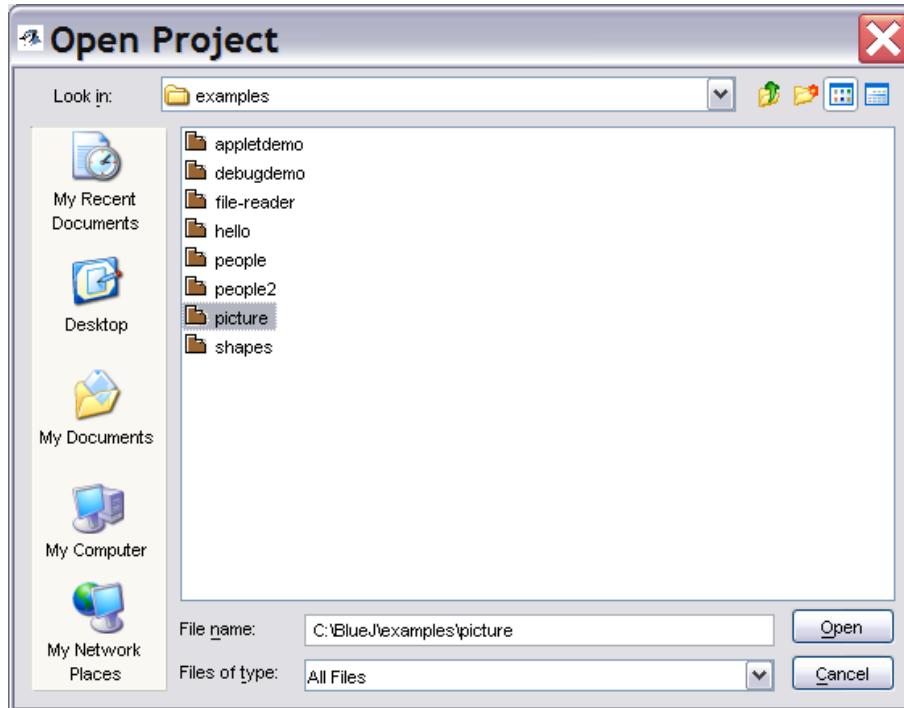 Open Project
Look in:
examples
My Recent
Documents
Desktop
My Documents
My Computer
My Network
Places
appletdemo
debugdemo
file-reader
hello
people
people2
picture
shapes
File name:
C:\BlueJ\examples\picture
Open
Files of type:
All Files
Cancel